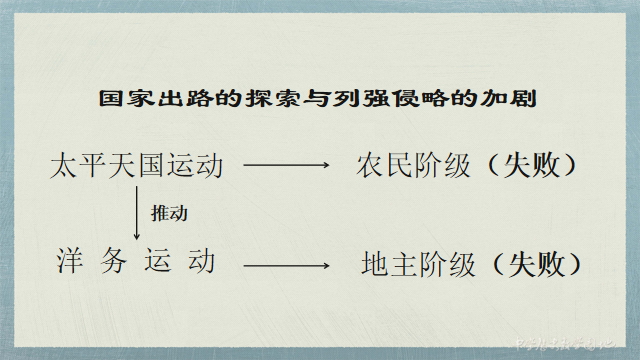 国家出路的探索与列强侵略的加剧
太平天国运动 农民阶级（失败）
推动
洋务运动 地主阶级（失败）